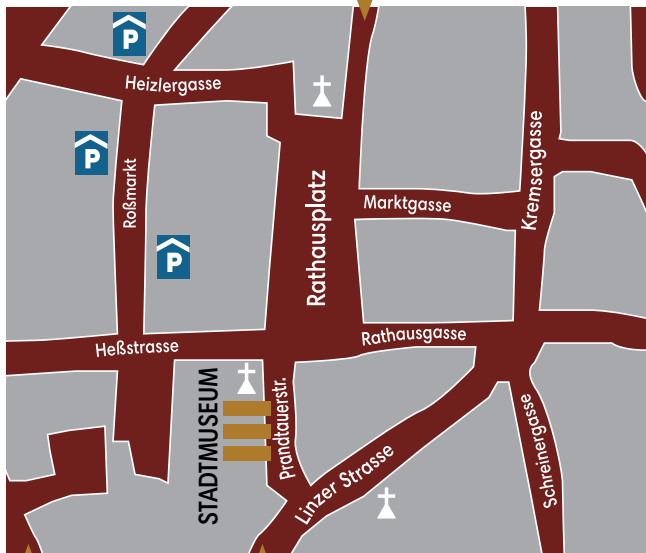 P
Heizlergasse
P
Roßmarkt
Rathausplatz
Marktgasse
Kremsergasse
P
Heßstrasse
Rathausgasse
STADTMUSEUM
Prandtauerstr.
Linzer Strasse
Schreinergasse